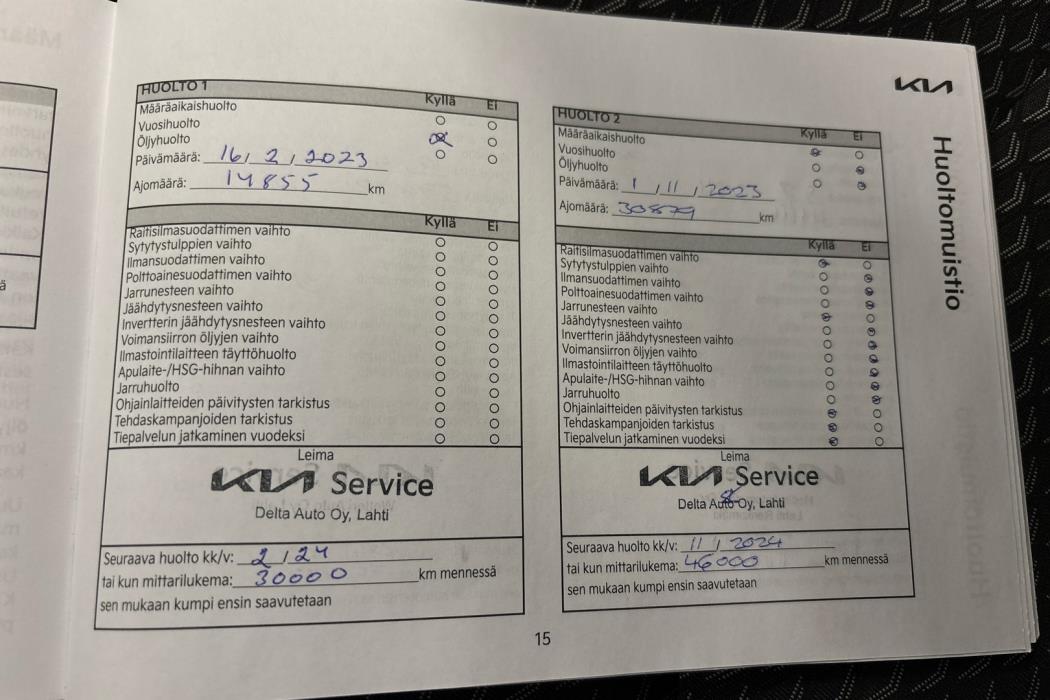 KIA
Huoltomuistio
HUOLTO 1
Kyllä Ei
Määräaikaishuolto
Vuosihuolto
Öljyhuolto
Päivämäärä: 16/2/2023
Ajomäärä: 14855 km
Kyllä Ei
Raitisilmasuodattimen vaihto
Sytytystulppien vaihto
Ilmansuodattimen vaihto
Polttoainesuodattimen vaihto
Jarrunesteen vaihto
Jäähdytysnesteen vaihto
Invertterin jäähdytysnesteen vaihto
Voimansiirron öljyjen vaihto
Ilmastointilaitteen täyttöhuolto
Apulaite-/HSG-hihnan vaihto
Jarruhuolto
Ohjainlaitteiden päivitysten tarkistus
Tehdaskampanjoiden tarkistus
Tiepalvelun jatkaminen vuodeksi
Leima
KIA Service
Delta Auto Oy, Lahti
Seuraava huolto kk/v: 2/24
tai kun mittarilukema: 30000 km mennessä
sen mukaan kumpi ensin saavutetaan
HUOLTO 2
Kyllä Ei
Määräaikaishuolto
Vuosihuolto
Öljyhuolto
Päivämäärä: 1/11/2023
Ajomäärä: 30879 km
Kyllä Ei
Raitisilmasuodattimen vaihto
Sytytystulppien vaihto
Ilmansuodattimen vaihto
Polttoainesuodattimen vaihto
Jarrunesteen vaihto
Jäähdytysnesteen vaihto
Invertterin jäähdytysnesteen vaihto
Voimansiirron öljyjen vaihto
Ilmastointilaitteen täyttöhuolto
Apulaite-/HSG-hihnan vaihto
Jarruhuolto
Ohjainlaitteiden päivitysten tarkistus
Tehdaskampanjoiden tarkistus
Tiepalvelun jatkaminen vuodeksi
Leima
KIA Service
Delta Auto Oy, Lahti
Seuraava huolto kk/v: 11/2024
tai kun mittarilukema: 46000 km mennessä
sen mukaan kumpi ensin saavutetaan
15